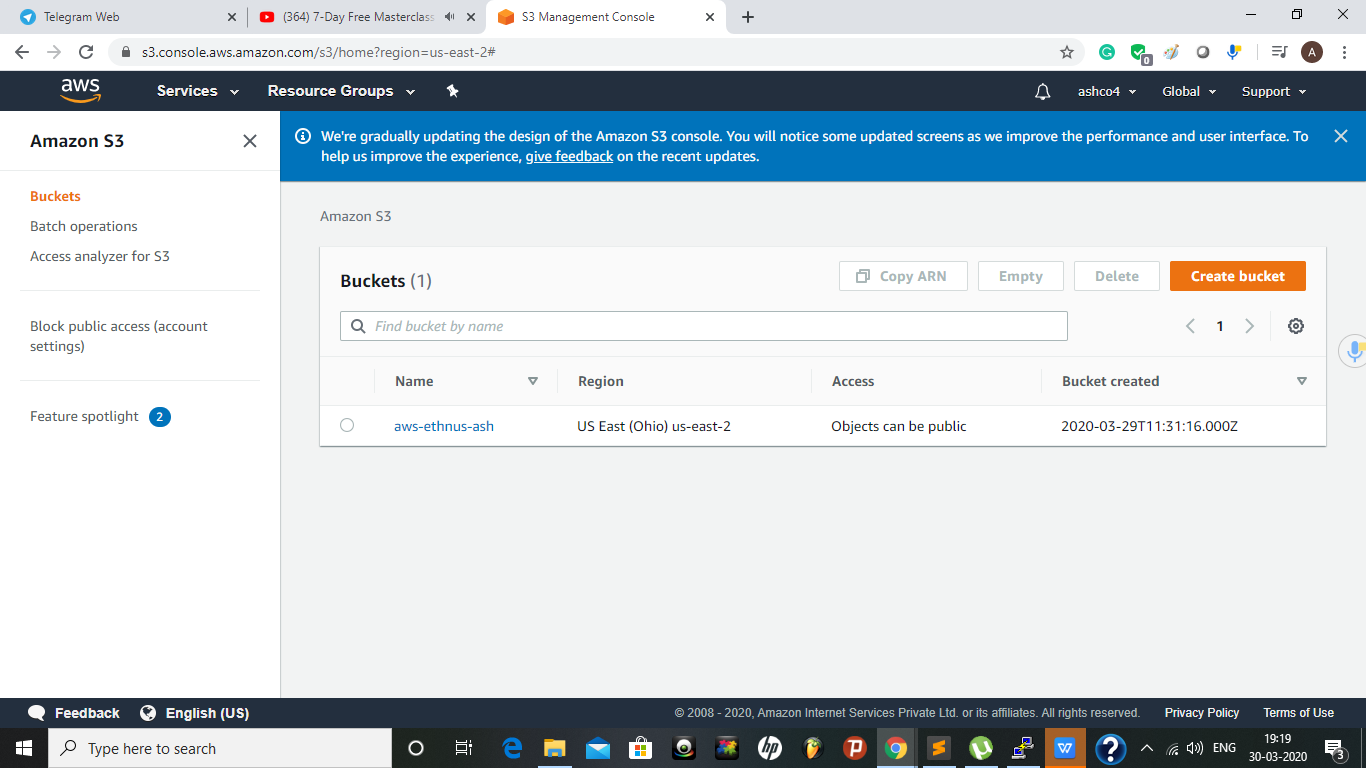 Telegram Web
(364) 7-Day Free Masterclass
S3 Management Console
s3.console.aws.amazon.com/s3/home?region=us-east-2#
0
A
aws
Services
Resource Groups
ashco4
Global
Support
Amazon S3
We're gradually updating the design of the Amazon S3 console. You will notice some updated screens as we improve the performance and user interface. To
help us improve the experience, give feedback on the recent updates.
Buckets
Batch operations
Access analyzer for S3
Block public access (account
settings)
Feature spotlight 2
Amazon S3
Buckets (1)
Copy ARN
Empty
Delete
Create bucket
Find bucket by name
1
Name
Region
Access
Bucket created
aws-ethnus-ash
US East (Ohio) us-east-2
Objects can be public
2020-03-29T11:31:16.000Z
Feedback
English (US)
© 2008 - 2020, Amazon Internet Services Private Ltd. or its affiliates. All rights reserved.
Privacy Policy
Terms of Use
Type here to search
hp
P
W
?
ENG
19:19
30-03-2020
3